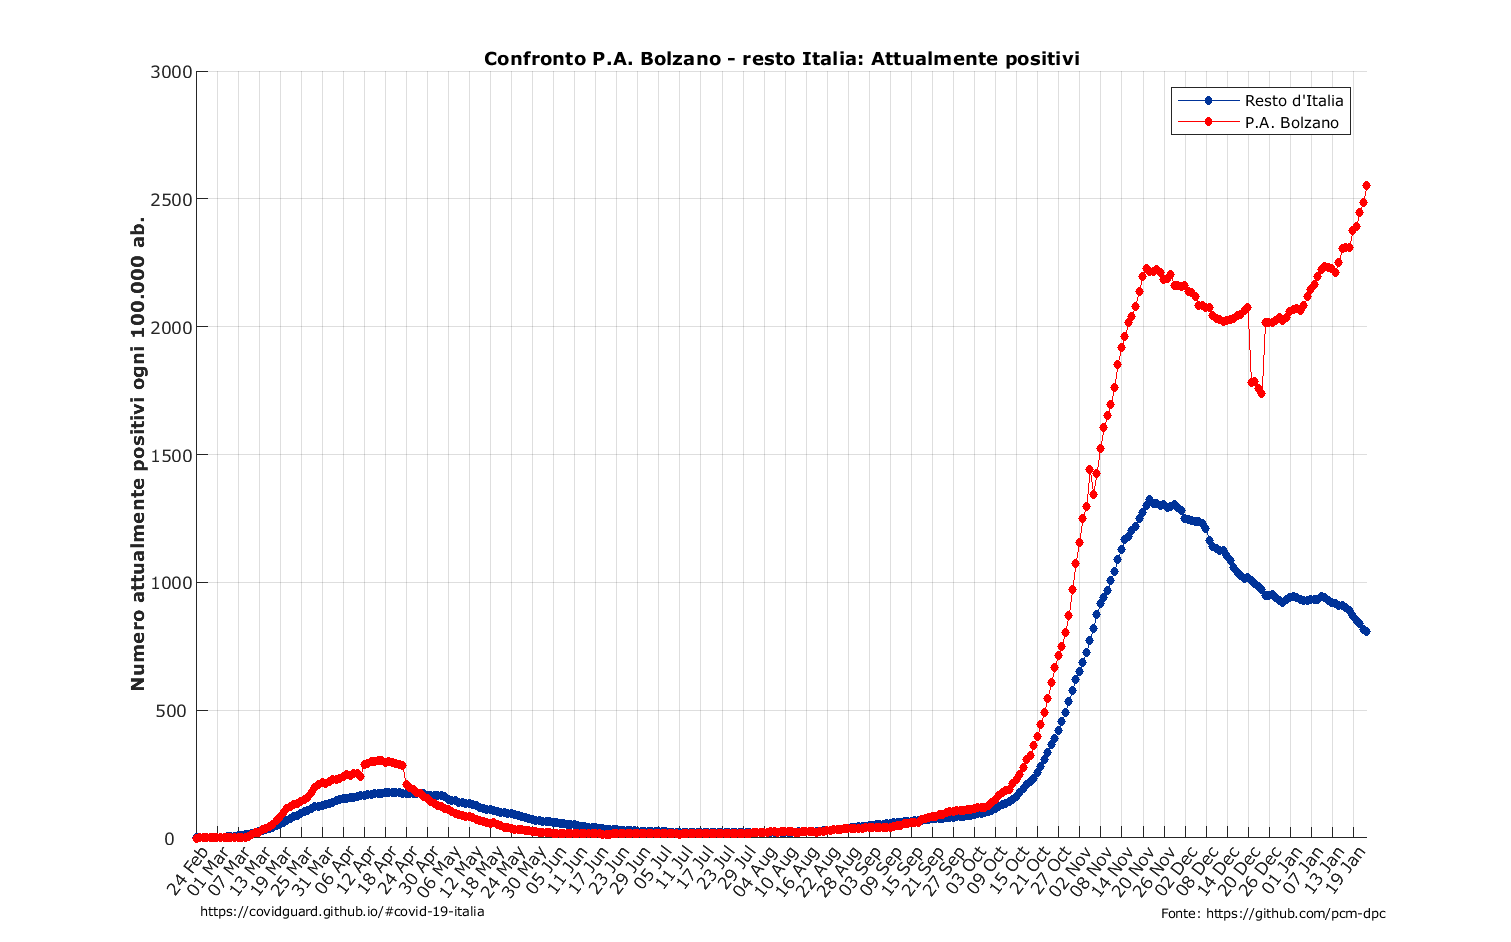 Confronto P.A. Bolzano - resto Italia: Attualmente positivi
Resto d'Italia
P.A. Bolzano
Numero attualmente positivi ogni 100.000 ab.
3000
2500
2000
1500
1000
500
0
24 Feb
01 Mar
07 Mar
13 Mar
19 Mar
25 Mar
31 Mar
06 Apr
12 Apr
18 Apr
24 Apr
30 Apr
06 May
12 May
18 May
24 May
30 May
05 Jun
11 Jun
17 Jun
23 Jun
29 Jun
05 Jul
11 Jul
17 Jul
23 Jul
29 Jul
04 Aug
10 Aug
16 Aug
22 Aug
28 Aug
03 Sep
09 Sep
15 Sep
21 Sep
27 Sep
03 Oct
09 Oct
15 Oct
21 Oct
27 Oct
02 Nov
08 Nov
14 Nov
20 Nov
26 Nov
02 Dec
08 Dec
14 Dec
20 Dec
26 Dec
01 Jan
07 Jan
13 Jan
19 Jan
https://covidguard.github.io/#covid-19-italia
Fonte: https://github.com/pcm-dpc